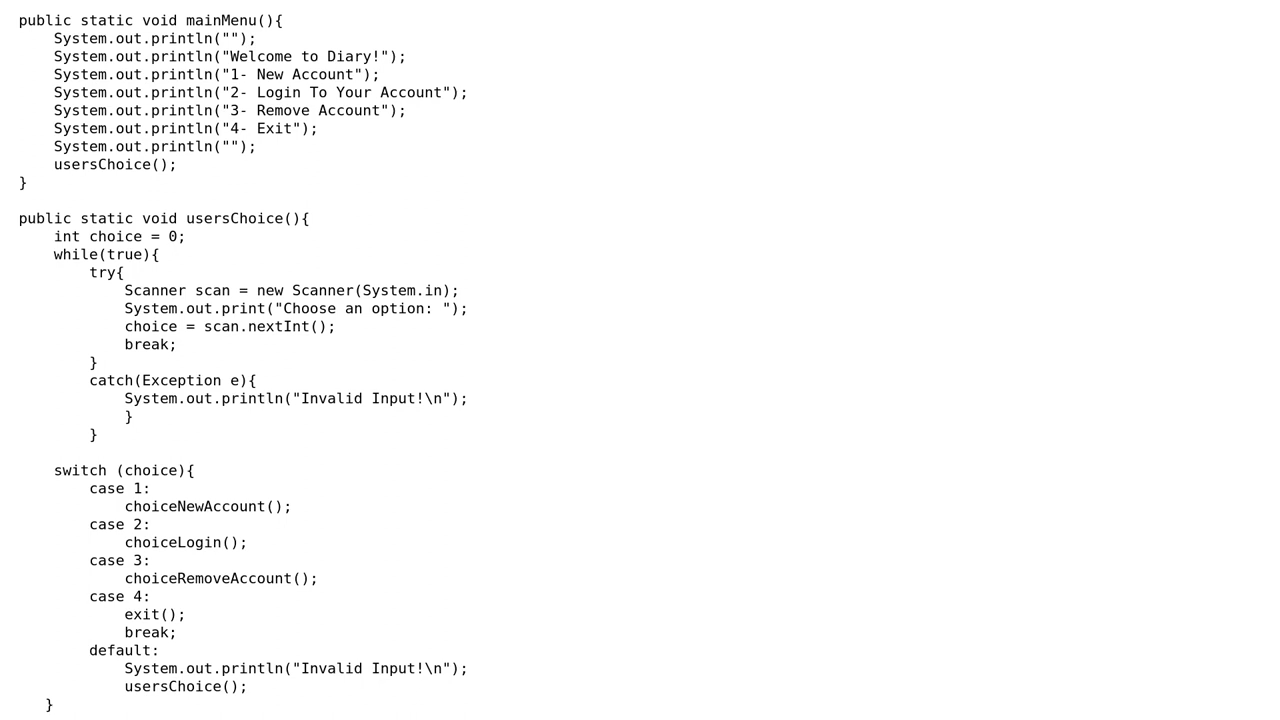 public static void mainMenu(){
    System.out.println("");
    System.out.println("Welcome to Diary!");
    System.out.println("1- New Account");
    System.out.println("2- Login To Your Account");
    System.out.println("3- Remove Account");
    System.out.println("4- Exit");
    System.out.println("");
    usersChoice();
}

public static void usersChoice(){
    int choice = 0;
    while(true){
        try{
            Scanner scan = new Scanner(System.in);
            System.out.print("Choose an option: ");
            choice = scan.nextInt();
            break;
        }
        catch(Exception e){
            System.out.println("Invalid Input!\n");
            }
        }

    switch (choice){
        case 1:
            choiceNewAccount();
        case 2:
            choiceLogin();
        case 3:
            choiceRemoveAccount();
        case 4:
            exit();
            break;
        default:
            System.out.println("Invalid Input!\n");
            usersChoice();
   }